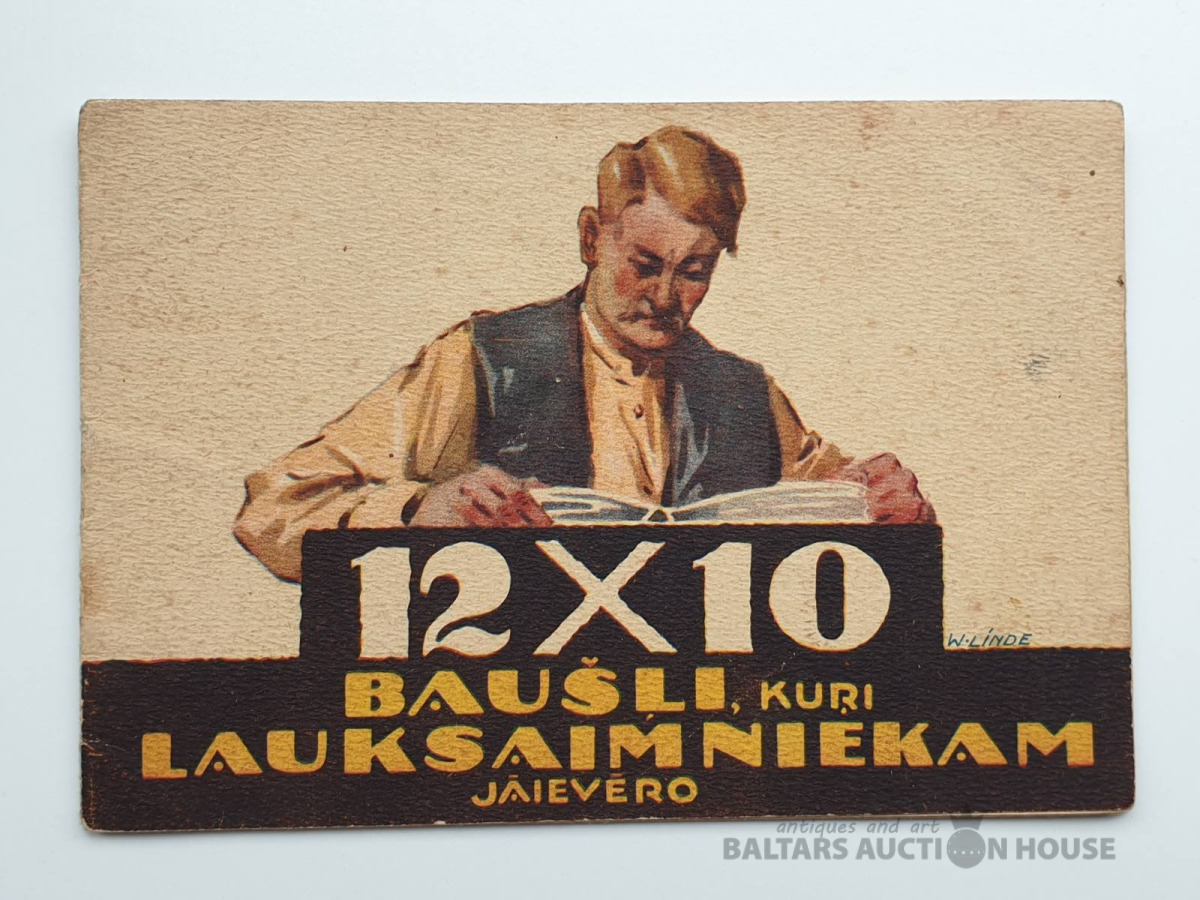 12X10
W·LINDE
BAUŠĻI, KUŖI
LAUKSAIMNIEKAM
JĀIEVĒRO
antiques and art
BALTARS AUCTION HOUSE